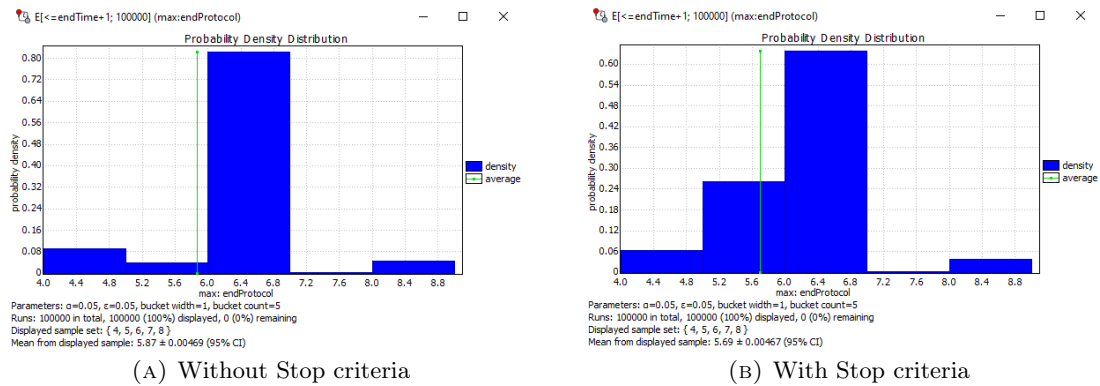 E[<=endTime+1; 100000] (max:endProtocol)
Probability Density Distribution
probability density
0.80
0.72
0.64
0.56
0.48
0.40
0.32
0.24
0.16
0.08
0
4.0 4.4 4.8 5.2 5.6 6.0 6.4 6.8 7.2 7.6 8.0 8.4 8.8
max: endProtocol
density
average
Parameters: α=0.05, ε=0.05, bucket width=1, bucket count=5
Runs: 100000 in total, 100000 (100%) displayed, 0 (0%) remaining
Displayed sample set: { 4, 5, 6, 7, 8 }
Mean from displayed sample: 5.87 ± 0.00469 (95% CI)
(A) Without Stop criteria
E[<=endTime+1; 100000] (max:endProtocol)
Probability Density Distribution
probability density
0.60
0.54
0.48
0.42
0.36
0.30
0.24
0.18
0.12
0.06
0
4.0 4.4 4.8 5.2 5.6 6.0 6.4 6.8 7.2 7.6 8.0 8.4 8.8
max: endProtocol
density
average
Parameters: α=0.05, ε=0.05, bucket width=1, bucket count=5
Runs: 100000 in total, 100000 (100%) displayed, 0 (0%) remaining
Displayed sample set: { 4, 5, 6, 7, 8 }
Mean from displayed sample: 5.69 ± 0.00467 (95% CI)
(B) With Stop criteria